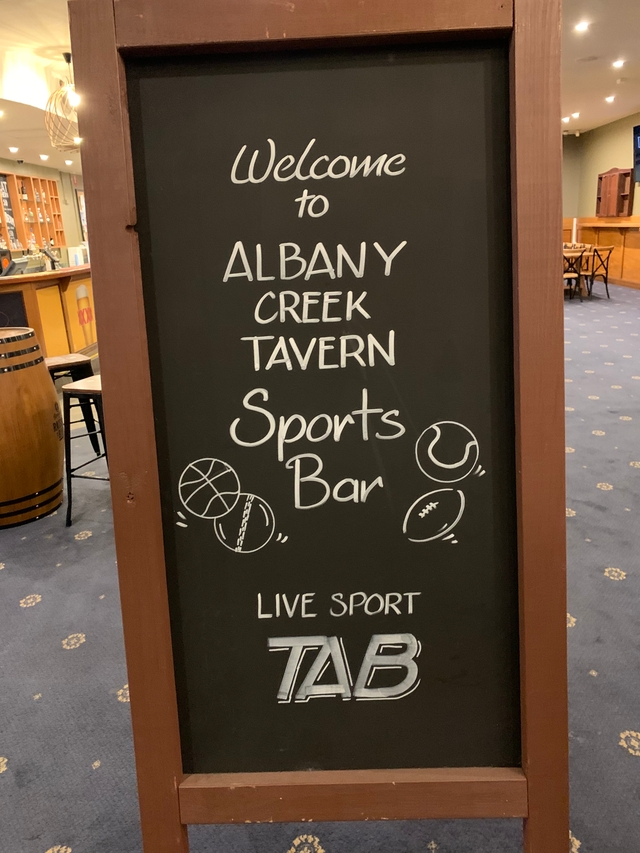 Welcome
to
ALBANY
CREEK
TAVERN
Sports
Bar
LIVE SPORT
TAB